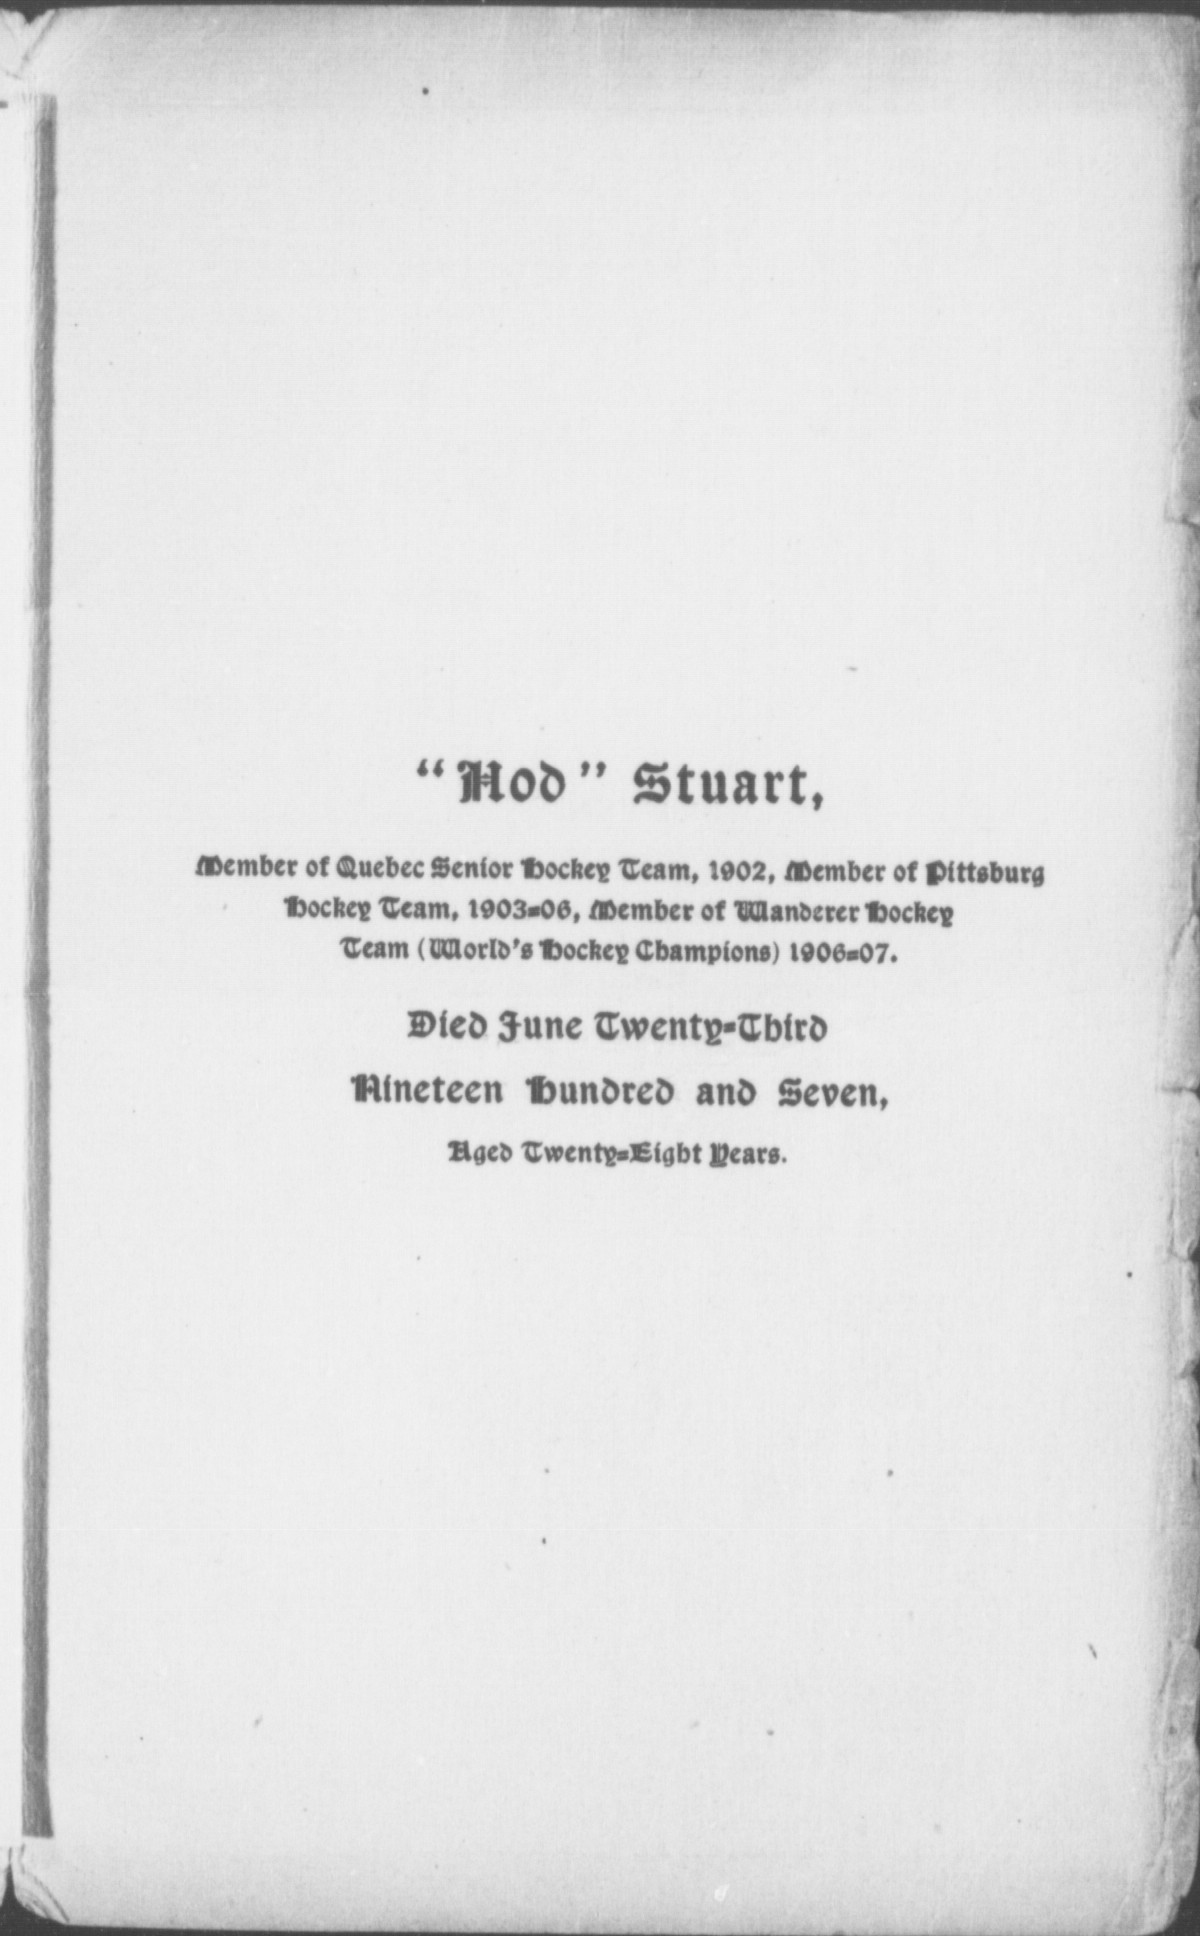 "Hod" Stuart,
Member of Quebec Senior Hockey Team, 1902, Member of Pittsburg
Hockey Team, 1903=06, Member of Wanderer Hockey
Team (World's Hockey Champions) 1906=07.
Died June Twenty=Third
Nineteen Hundred and Seven,
Aged Twenty=Eight Years.